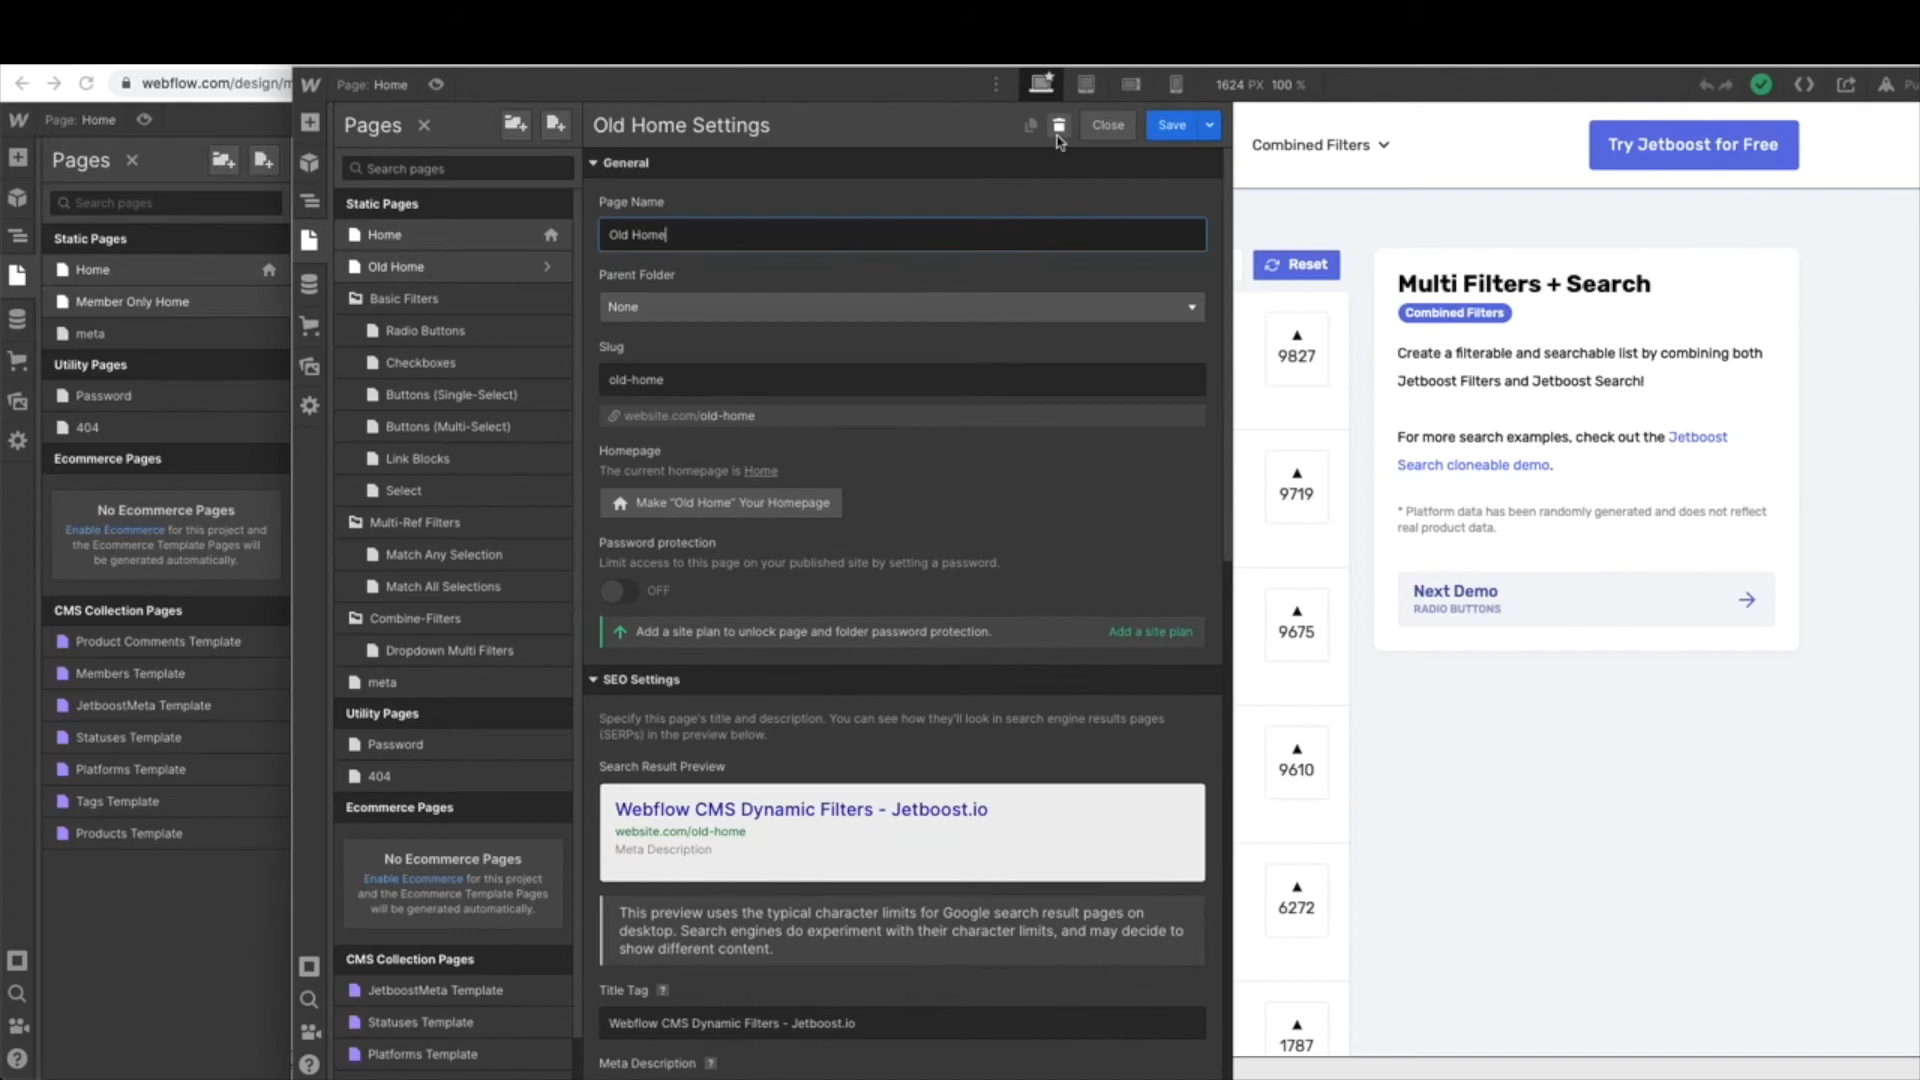 webflow.com/design/m
Page: Home
Pages
Search pages
Static Pages
Home
Member Only Home
meta
Utility Pages
Password
404
Ecommerce Pages
No Ecommerce Pages
Enable Ecommerce for this project
and the Ecommerce Template Pages
will be generated automatically.
CMS Collection Pages
Product Comments Template
Members Template
JetboostMeta Template
Statuses Template
Platforms Template
Tags Template
Products Template
Page: Home
1624 PX 100 %
Pages
Search pages
Static Pages
Home
Old Home
Basic Filters
Radio Buttons
Checkboxes
Buttons (Single-Select)
Buttons (Multi-Select)
Link Blocks
Select
Multi-Ref Filters
Match Any Selection
Match All Selections
Combine-Filters
Dropdown Multi Filters
meta
Utility Pages
Password
404
Ecommerce Pages
No Ecommerce Pages
Enable Ecommerce for this project
and the Ecommerce Template Pages
will be generated automatically.
CMS Collection Pages
JetboostMeta Template
Statuses Template
Platforms Template
Old Home Settings
Close
Save
General
Page Name
Old Home
Parent Folder
None
Slug
old-home
website.com/old-home
Homepage
The current homepage is Home
Make "Old Home" Your Homepage
Password protection
Limit access to this page on your published site by setting a password.
OFF
Add a site plan to unlock page and folder password protection.
Add a site plan
SEO Settings
Specify this page's title and description. You can see how they'll look in search engine results pages
(SERPs) in the preview below.
Search Result Preview
Webflow CMS Dynamic Filters - Jetboost.io
website.com/old-home
Meta Description
This preview uses the typical character limits for Google search result pages on
desktop. Search engines do experiment with their character limits, and may decide to
show different content.
Title Tag ?
Webflow CMS Dynamic Filters - Jetboost.io
Meta Description ?
Combined Filters
Try Jetboost for Free
Reset
9827
9719
9675
9610
6272
1787
Multi Filters + Search
Combined Filters
Create a filterable and searchable list by combining both
Jetboost Filters and Jetboost Search!
For more search examples, check out the Jetboost
Search cloneable demo.
* Platform data has been randomly generated and does not reflect
real product data.
Next Demo
RADIO BUTTONS